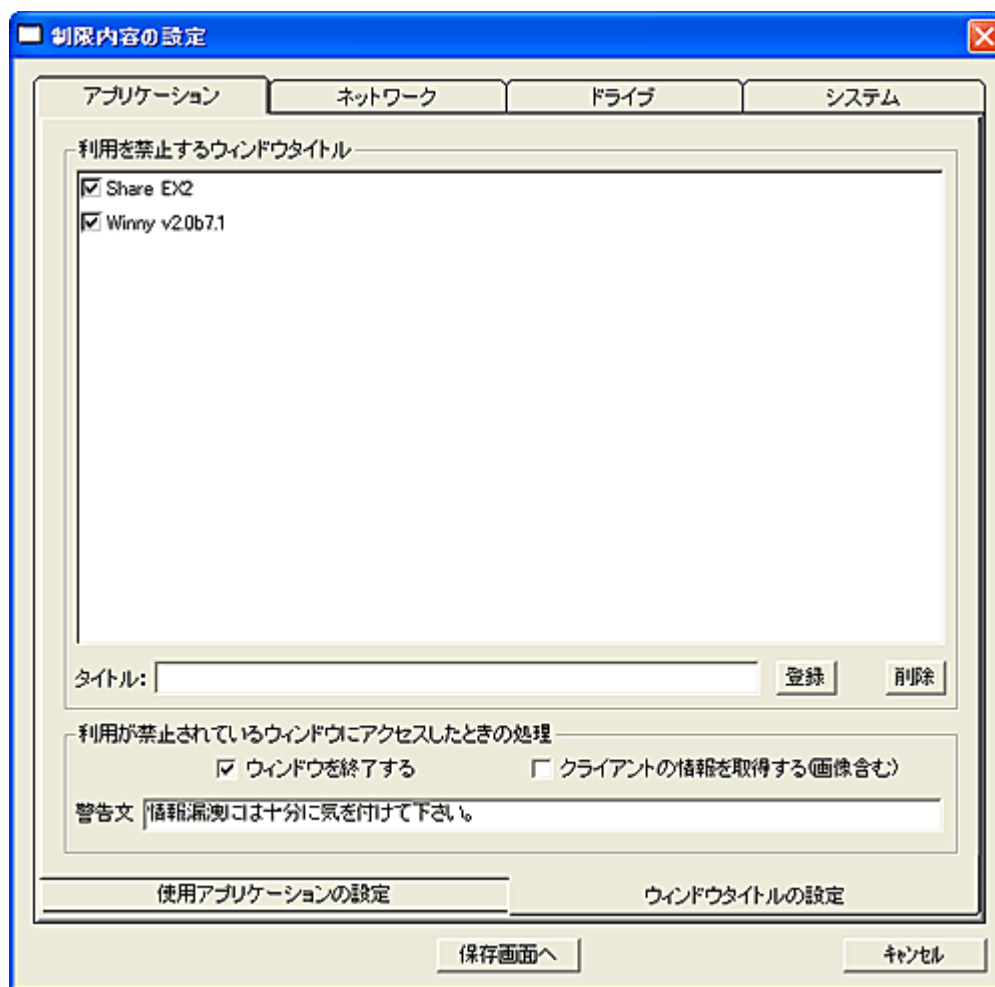 制限内容の設定
アプリケーション ネットワーク ドライブ システム
利用を禁止するウィンドウタイトル
Share EX2
Winny v2.0b7.1
タイトル: 登録 削除
利用が禁止されているウィンドウにアクセスしたときの処理
ウィンドウを終了する クライアントの情報を取得する(画像含む)
警告文 情報漏洩には十分に気を付けて下さい。
使用アプリケーションの設定 ウィンドウタイトルの設定
保存画面へ キャンセル